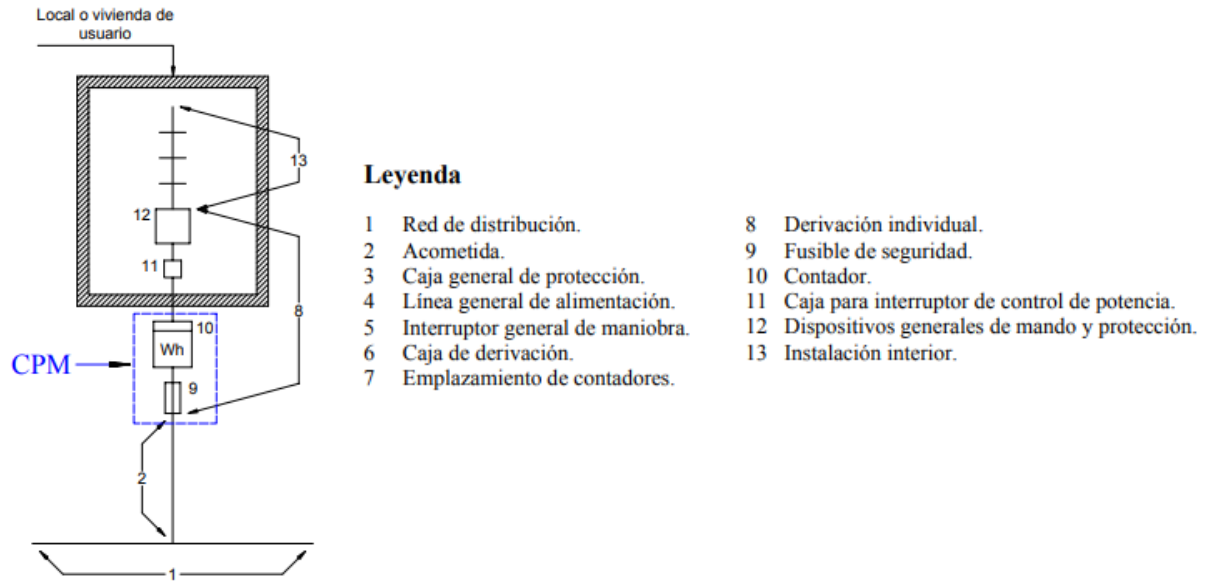 Local o vivienda de
usuario
13
12
11
8
10
Wh
CPM
9
2
1
Leyenda
1 Red de distribución.
2 Acometida.
3 Caja general de protección.
4 Línea general de alimentación.
5 Interruptor general de maniobra.
6 Caja de derivación.
7 Emplazamiento de contadores.
8 Derivación individual.
9 Fusible de seguridad.
10 Contador.
11 Caja para interruptor de control de potencia.
12 Dispositivos generales de mando y protección.
13 Instalación interior.